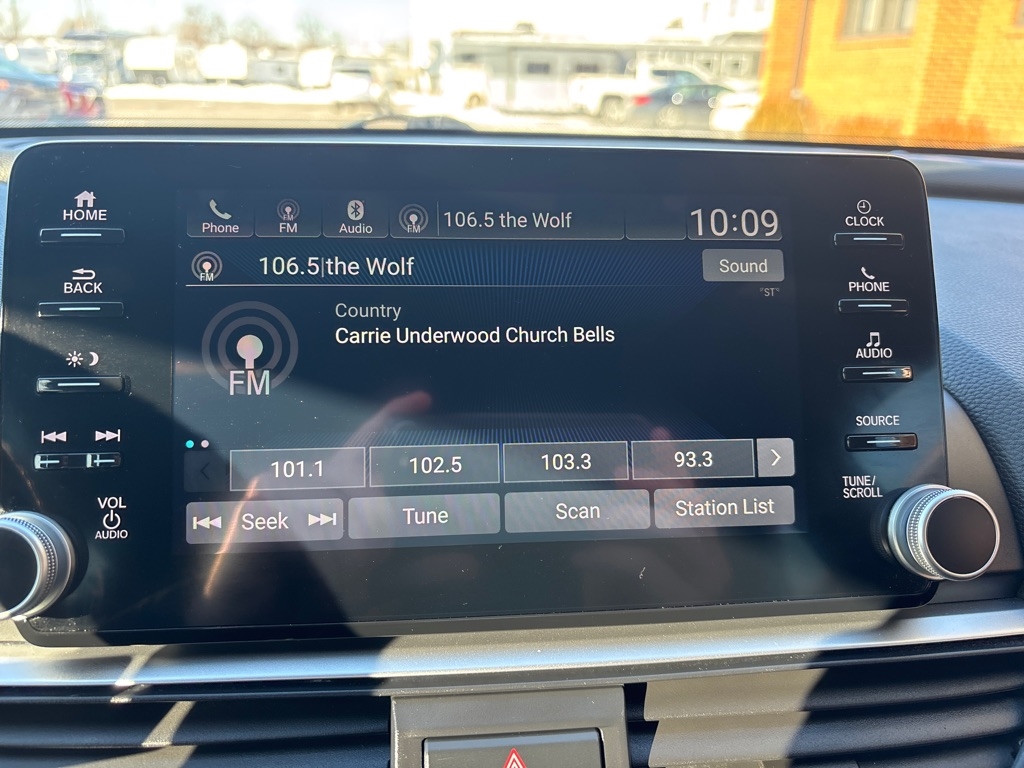 HOME
BACK
VOL
AUDIO
Phone
FM
FM
Audio
FM
106.5 the Wolf
10:09
FM
106.5|the Wolf
Sound
"ST"
FM
Country
Carrie Underwood Church Bells
101.1
102.5
103.3
93.3
Seek
Tune
Scan
Station List
CLOCK
PHONE
AUDIO
SOURCE
TUNE/
SCROLL